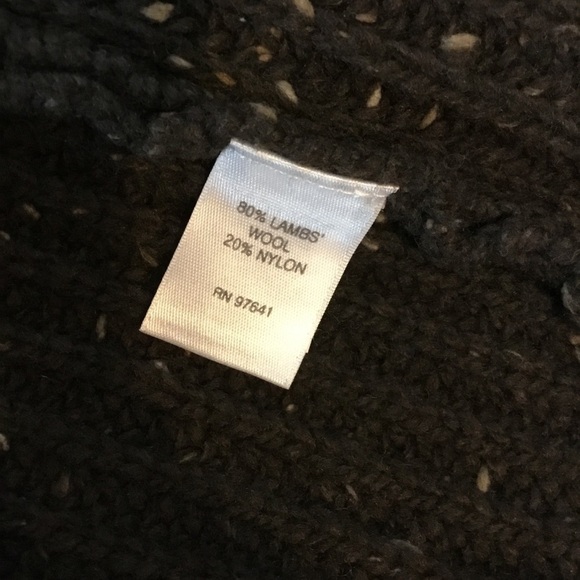 80% LAMBS'
WOOL
20% NYLON
RN 97641